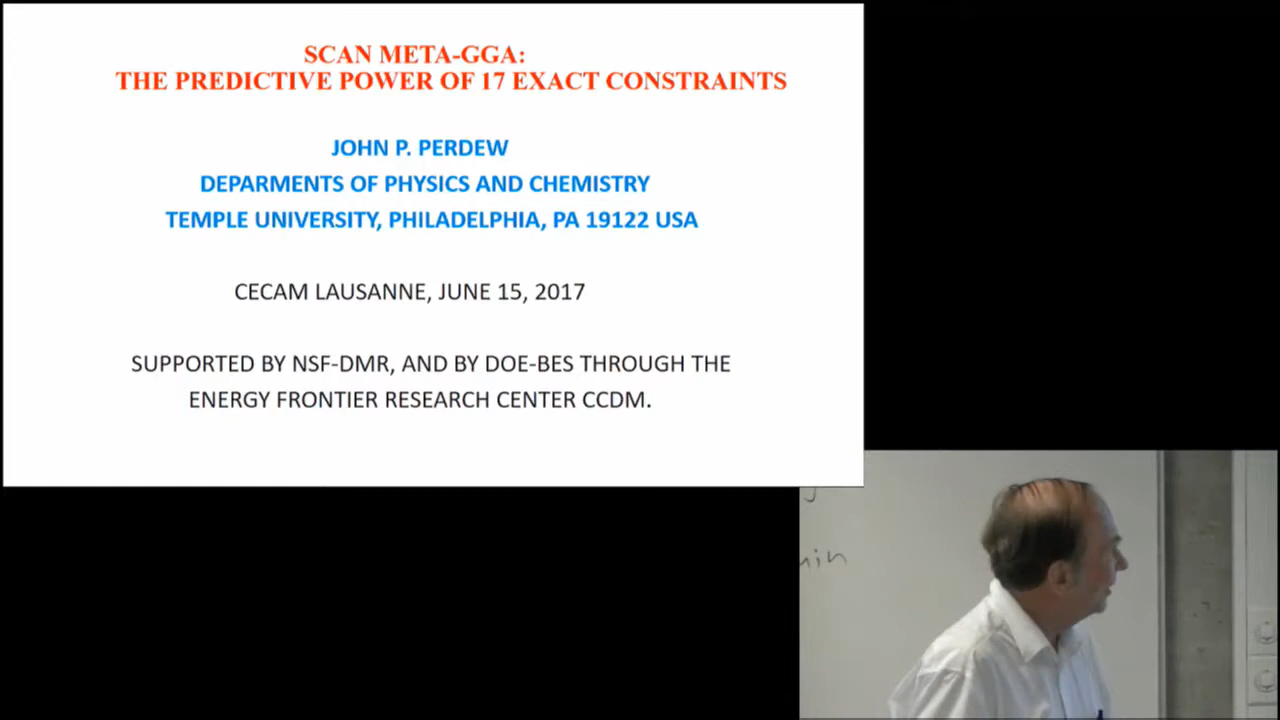 SCAN META-GGA:
THE PREDICTIVE POWER OF 17 EXACT CONSTRAINTS
JOHN P. PERDEW
DEPARMENTS OF PHYSICS AND CHEMISTRY
TEMPLE UNIVERSITY, PHILADELPHIA, PA 19122 USA
CECAM LAUSANNE, JUNE 15, 2017
SUPPORTED BY NSF-DMR, AND BY DOE-BES THROUGH THE
ENERGY FRONTIER RESEARCH CENTER CCDM.